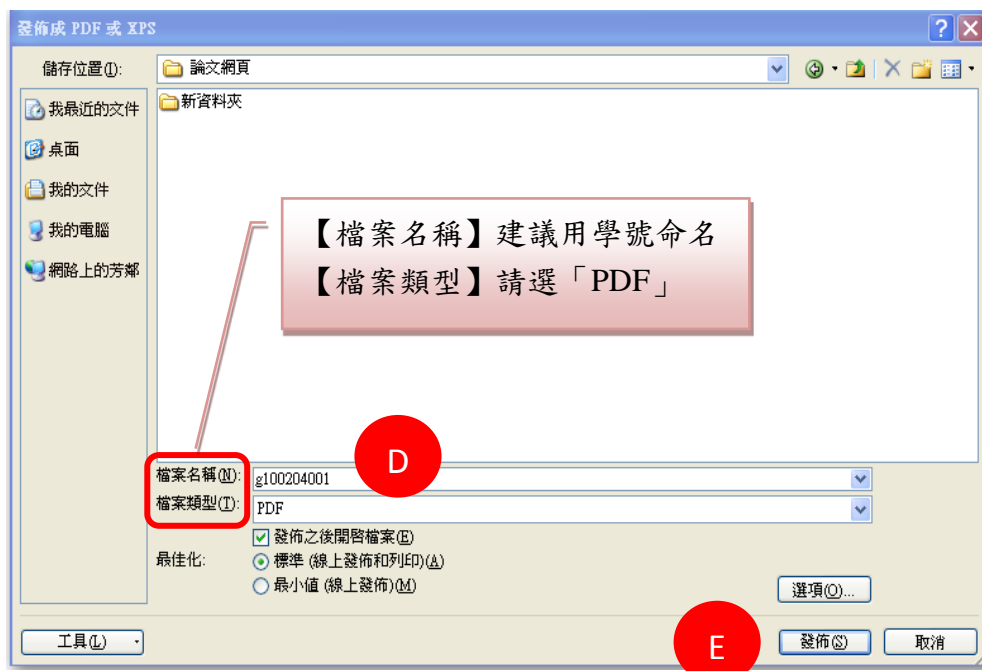 發佈成 PDF 或 XPS
儲存位置(I):
論文網頁
我最近的文件
桌面
我的文件
我的電腦
網路上的芳鄰
新資料夾
【檔案名稱】建議用學號命名
【檔案類型】請選「PDF」
D
檔案名稱(N):
g100204001
檔案類型(T):
PDF
發佈之後開啓檔案(E)
最佳化:
標準 (線上發佈和列印)(A)
最小值 (線上發佈)(M)
選項(O)...
工具(L)
E
發佈(S)
取消